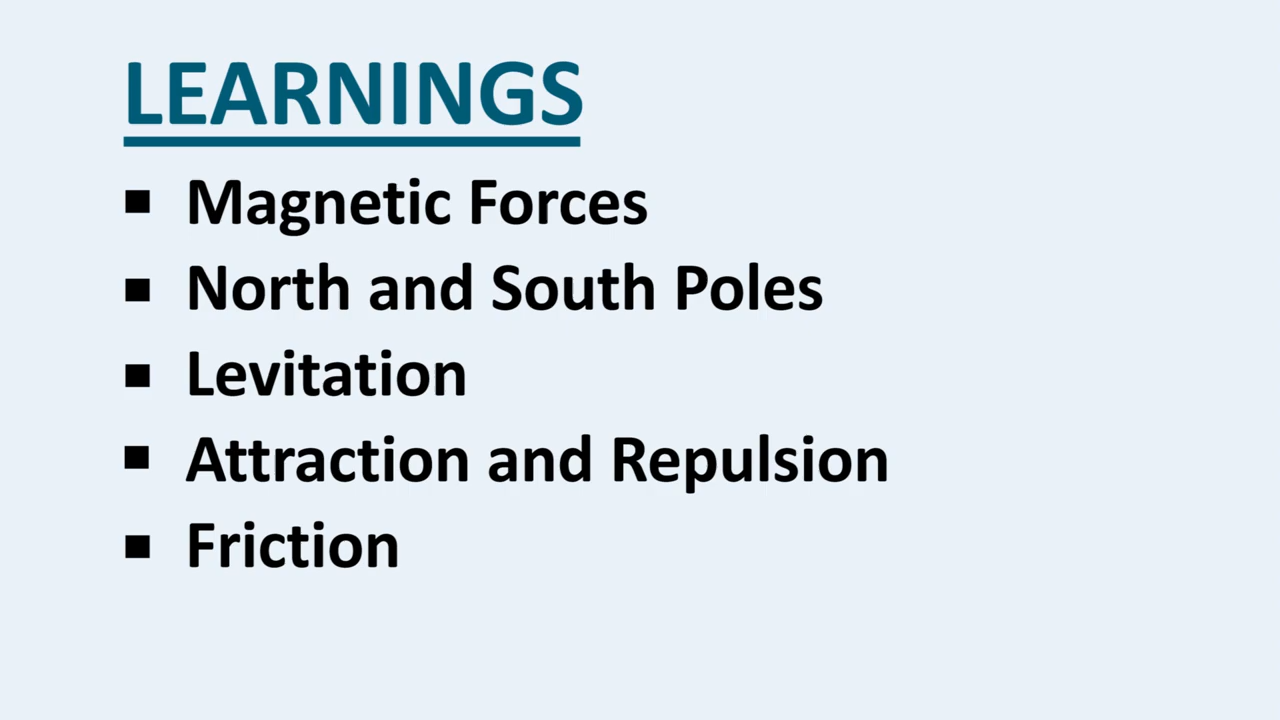 LEARNINGS
▪ Magnetic Forces
▪ North and South Poles
▪ Levitation
▪ Attraction and Repulsion
▪ Friction